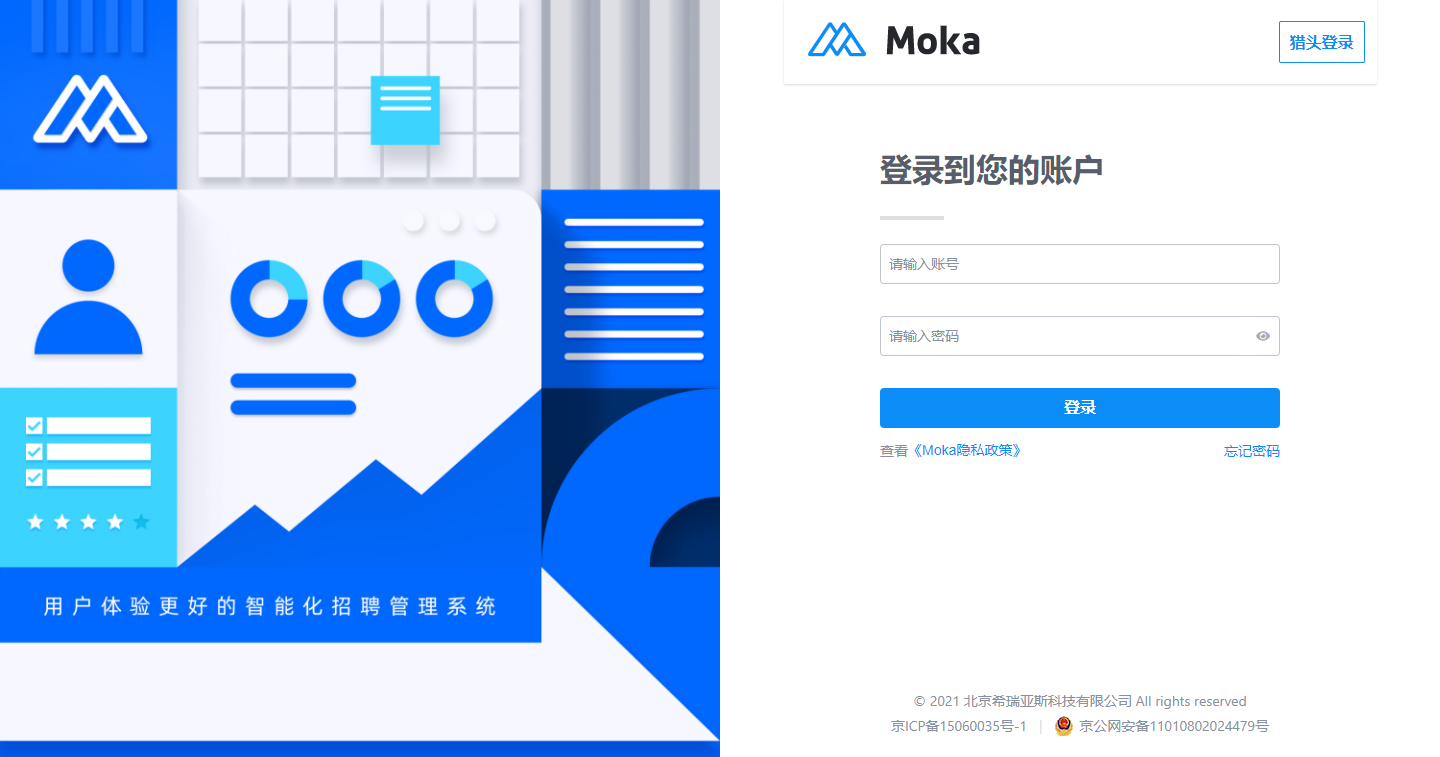 用户体验更好的智能化招聘管理系统
Moka
猎头登录
登录到您的账户
请输入账号
请输入密码
登录
查看《Moka隐私政策》 忘记密码
© 2021 北京希瑞亚斯科技有限公司 All rights reserved
京ICP备15060035号-1 | 京公网安备11010802024479号